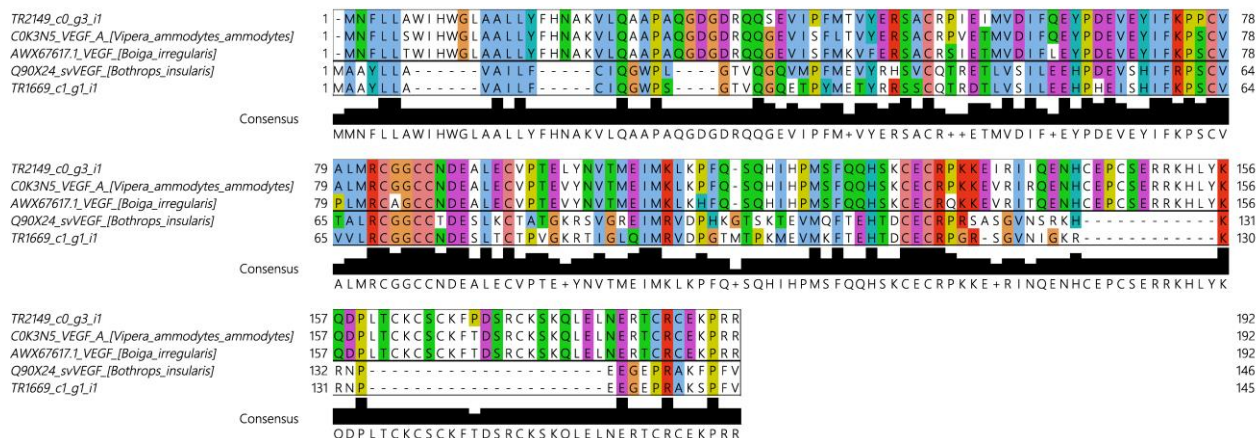 TR2149_c0_g3_i1 1 -MNFLLAWIHWGLAALLYFHNAKVLQAAPAQGDGDRQQSEVIPFMTVYERSACRPIEIMVDIFQEYPDEVEYIFKPPCV 78
C0K3N5_VEGF_A_[Vipera_ammodytes_ammodytes] 1 -MNFLLSWIHWGLAALLYFHNAKVLQAAPAQGDGDRQQGEVISFMTVYERSACRPVETMVDIFQEYPDEVEYIFKPSCV 78
AWX67617.1_VEGF_[Boiga_irregularis] 1 -MNFLLTWIHWGLAALLYFHNAKVLQAAPAQGDGDRQQGEVISFMKVFERSACRSIETMVDIFLEYPDEVEYIFKPSCV 78
Q90X24_svVEGF_[Bothrops_insularis] 1 MAAYLLA------VAILF-----CIQGWPL----GTVQGQVMPFMEVYRHSVCQTRETLVSILEEHPDEVSHIFRPSCV 64
TR1669_c1_g1_i1 1 MAAYLLA------VAILF-----CIQGWPS----GTVQGQETPYMETYRRSSCQTRDTLVSILEEHPHEISHIFRPSCV 64
Consensus
MMNFLLAWIHWGLAALLYFHNAKVLQAAPAQGDGDRQQGEVIPFM+VYERSACR++ETMVDIF+EYPDEVEYIFKPSCV
TR2149_c0_g3_i1 79 ALMRCGGCCNDEALECVPTELYNVTMEIMKLKPFQ-SQHIHPMSFQQHSKCECRPKKEIRIIQENHCEPCSERRKHLYK 156
C0K3N5_VEGF_A_[Vipera_ammodytes_ammodytes] 79 ALMRCGGCCNDEALECVPTEVYNVTMEIMKLKPFQ-SQHIHPMSFQQHSKCECRPKKEVRIRQENHCEPCSERRKHLYK 156
AWX67617.1_VEGF_[Boiga_irregularis] 79 PLMRCAGCCNDEALECVPTEVYNVTMEIMKLKHFQ-SQHIHPMSFQQHSKCECRQKKEVRITQENHCEPCSERRKHLYK 156
Q90X24_svVEGF_[Bothrops_insularis] 65 TALRCGGCCTDESLKCTATGKRSVGREIMRVDPHKGTSKTEVMQFTEHTDCECRPRSASGVNSRKH------------K 131
TR1669_c1_g1_i1 65 VVLRCGGCCNDESLTCTPVGKRTIGLQIMRVDPGTMTPKMEVMKFTEHTDCECRPGR-SGVNIGKR------------K 130
Consensus
ALMRCGGCCNDEALECVPTE+YNVTMEIMKLKPFQ+SQHIHPMSFQQHSKCECRPKKE+RINQENHCEPCSERRKHLYK
TR2149_c0_g3_i1 157 QDPLTCKCSCKFPDSRCKSKQLELNERTCRCEKPRR 192
C0K3N5_VEGF_A_[Vipera_ammodytes_ammodytes] 157 QDPLTCKCSCKFTDSRCKSKQLELNERTCRCEKPRR 192
AWX67617.1_VEGF_[Boiga_irregularis] 157 QDPLTCKCSCKFTDSRCKSKQLELNERTCRCEKPRR 192
Q90X24_svVEGF_[Bothrops_insularis] 132 RNP---------------------EEGEPRAKFPFV 146
TR1669_c1_g1_i1 131 RNP---------------------EEGEPRAKSPFV 145
Consensus
QDPLTCKCSCKFTDSRCKSKQLELNERTCRCEKPRR